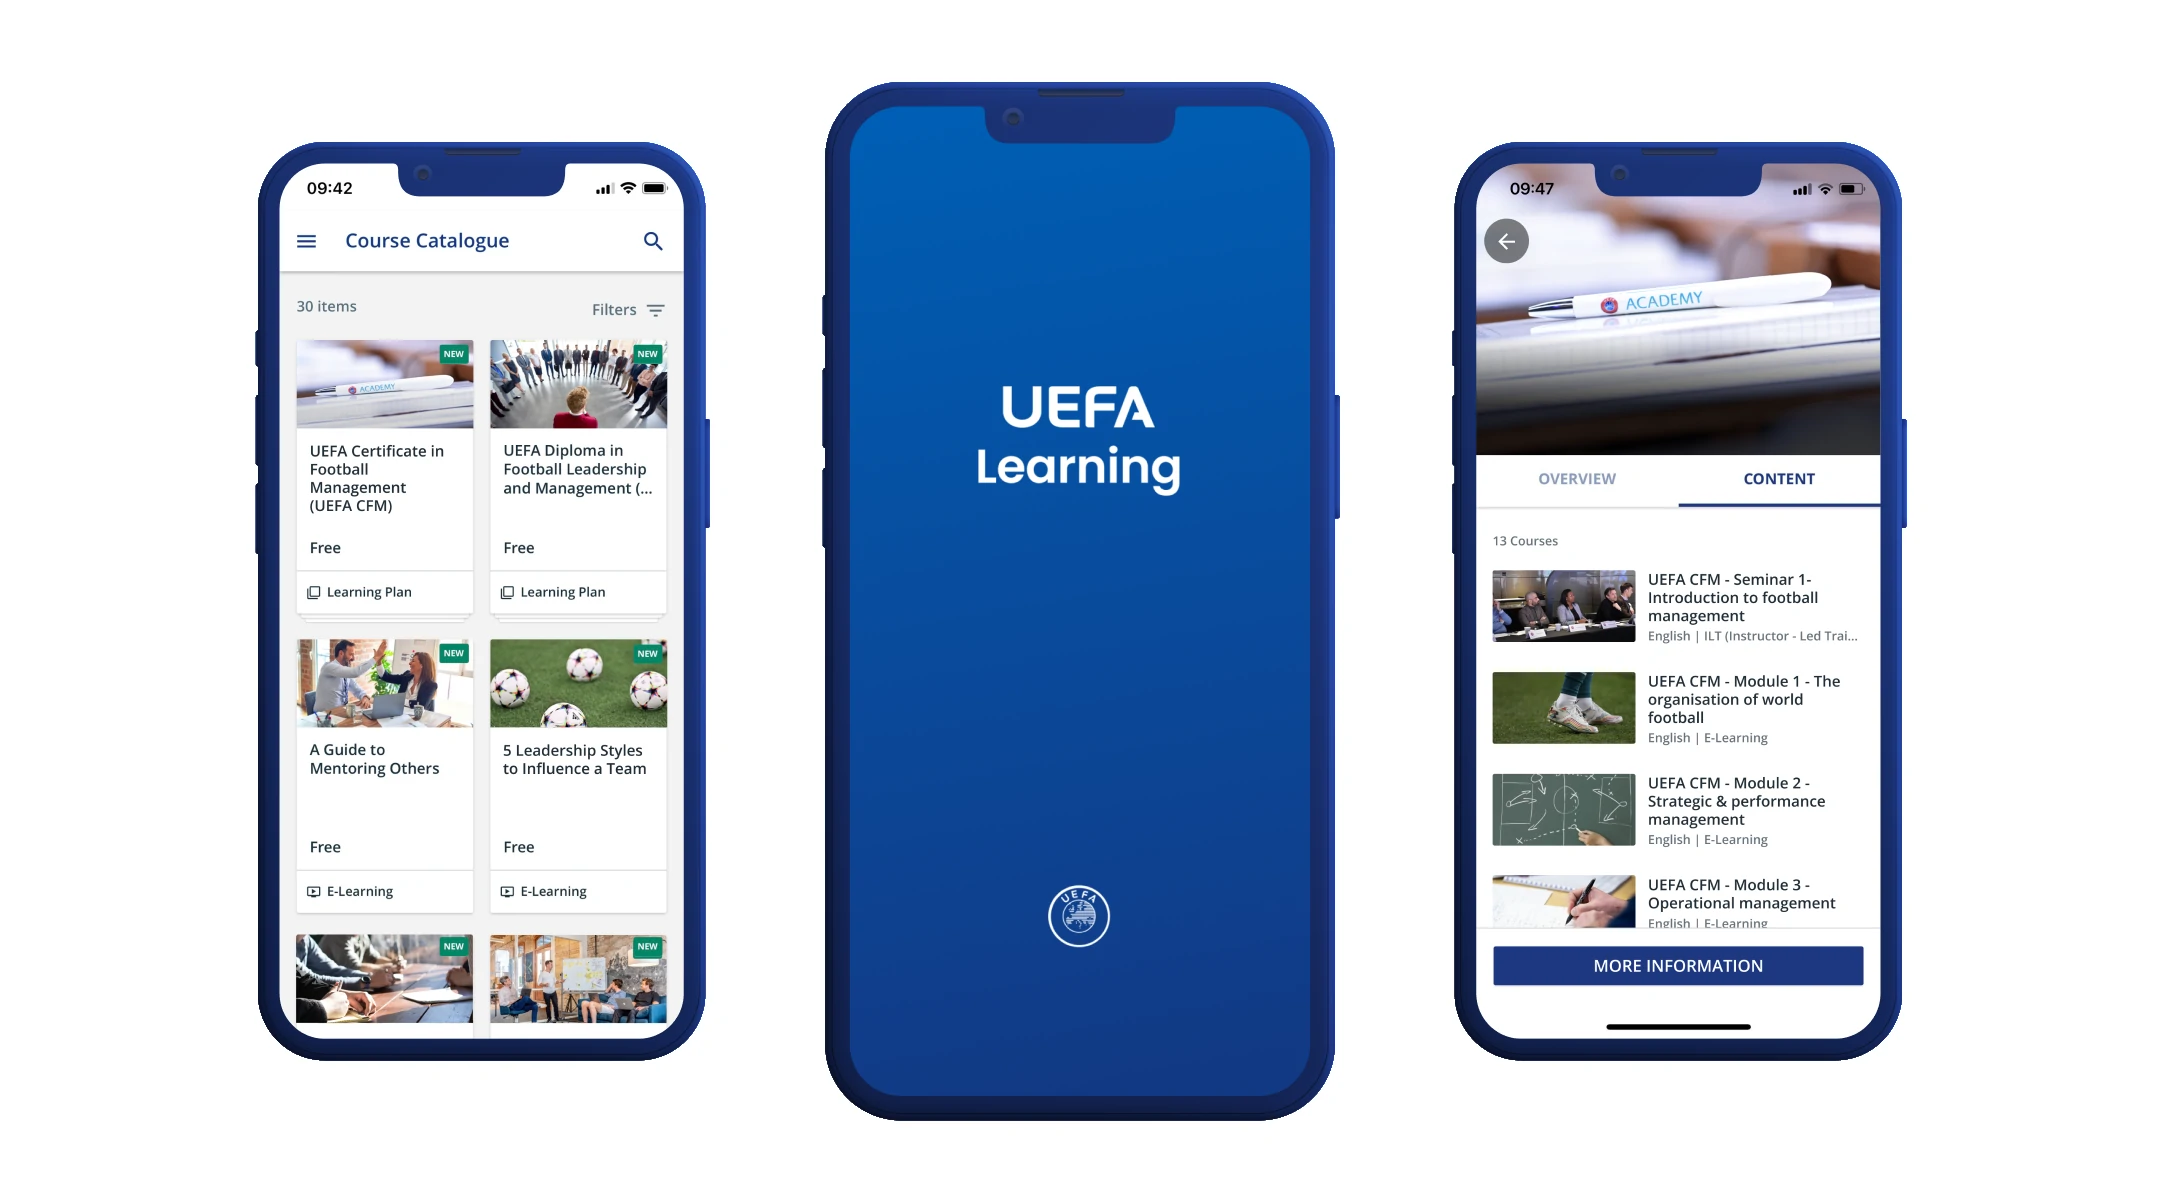 09:42
Course Catalogue
30 items
Filters
NEW
ACADEMY
UEFA Certificate in
Football
Management
(UEFA CFM)
Free
Learning Plan
NEW
UEFA Diploma in
Football Leadership
and Management (...
Free
Learning Plan
NEW
A Guide to
Mentoring Others
Free
E-Learning
NEW
5 Leadership Styles
to Influence a Team
Free
E-Learning
NEW
NEW
UEFA
Learning
UEFA
09:47
ACADEMY
OVERVIEW
CONTENT
13 Courses
UEFA CFM - Seminar 1-
Introduction to football
management
English | ILT (Instructor - Led Trai...
UEFA CFM - Module 1 - The
organisation of world
football
English | E-Learning
UEFA CFM - Module 2 -
Strategic & performance
management
English | E-Learning
UEFA CFM - Module 3 -
Operational management
English | E-Learning
MORE INFORMATION